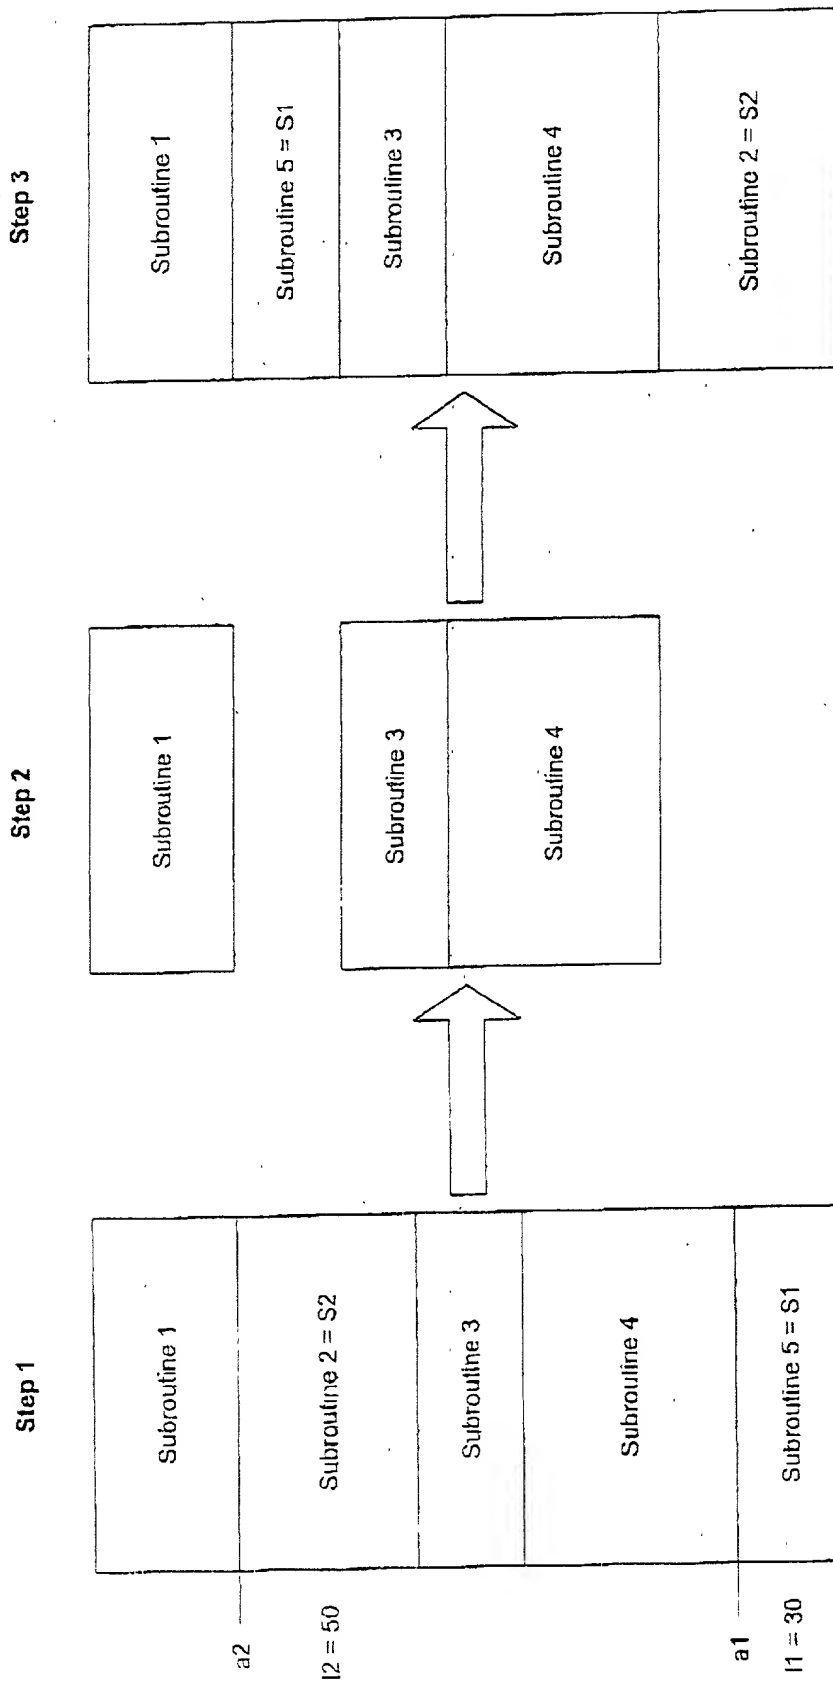 Step 1
Subroutine 1
Subroutine 2 = S2
Subroutine 3
Subroutine 4
Subroutine 5 = S1
a2
l2 = 50
a1
l1 = 30
Step 2
Subroutine 1
Subroutine 3
Subroutine 4
Step 3
Subroutine 1
Subroutine 5 = S1
Subroutine 3
Subroutine 4
Subroutine 2 = S2